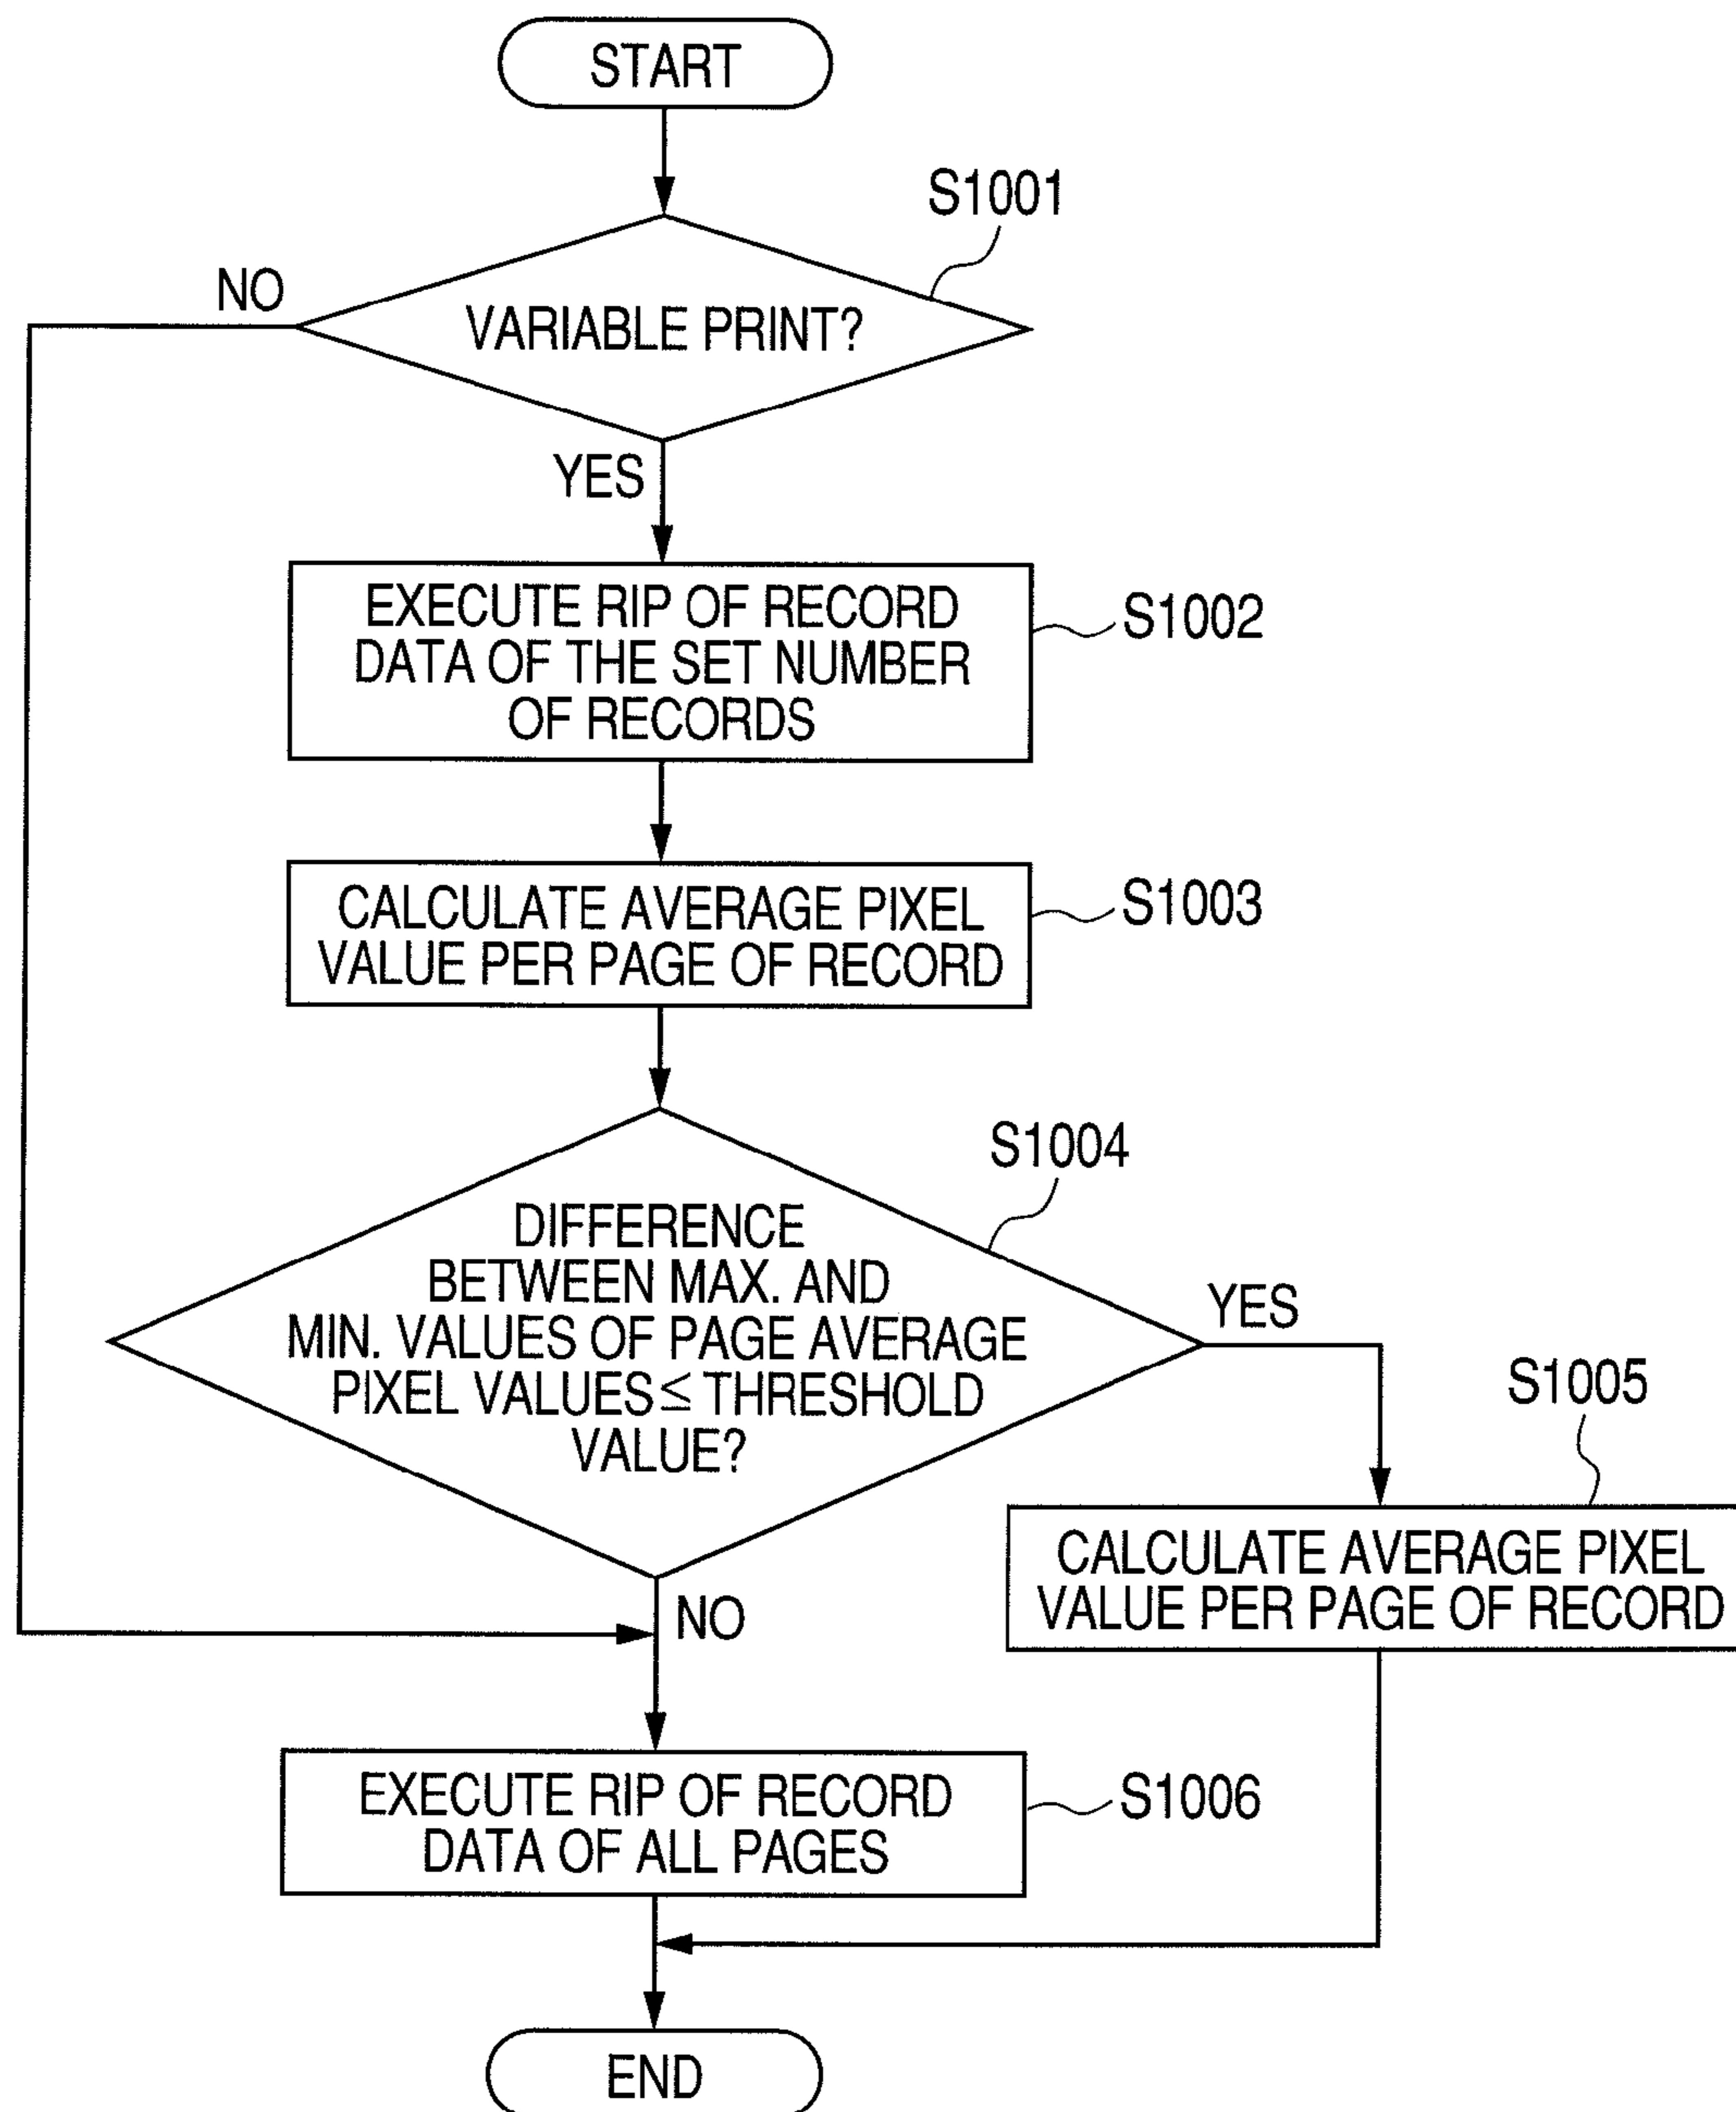 START
S1001
NO
VARIABLE PRINT?
YES
EXECUTE RIP OF RECORD
DATA OF THE SET NUMBER
OF RECORDS
S1002
CALCULATE AVERAGE PIXEL
VALUE PER PAGE OF RECORD
S1003
S1004
DIFFERENCE
BETWEEN MAX. AND
MIN. VALUES OF PAGE AVERAGE
PIXEL VALUES ≦ THRESHOLD
VALUE?
YES
S1005
CALCULATE AVERAGE PIXEL
VALUE PER PAGE OF RECORD
NO
EXECUTE RIP OF RECORD
DATA OF ALL PAGES
S1006
END